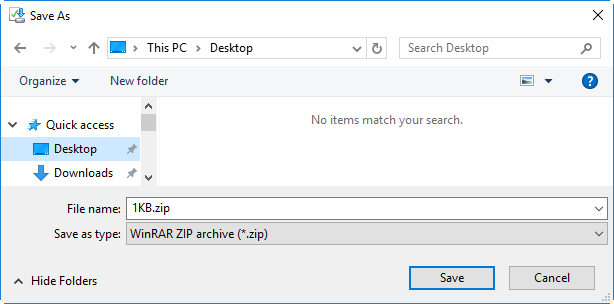 Save As
This PC > Desktop
Search Desktop
Organize
New folder
?
No items match your search.
Quick access
Desktop
Downloads
File name: 1KB.zip
Save as type: WinRAR ZIP archive (*.zip)
Hide Folders
Save
Cancel